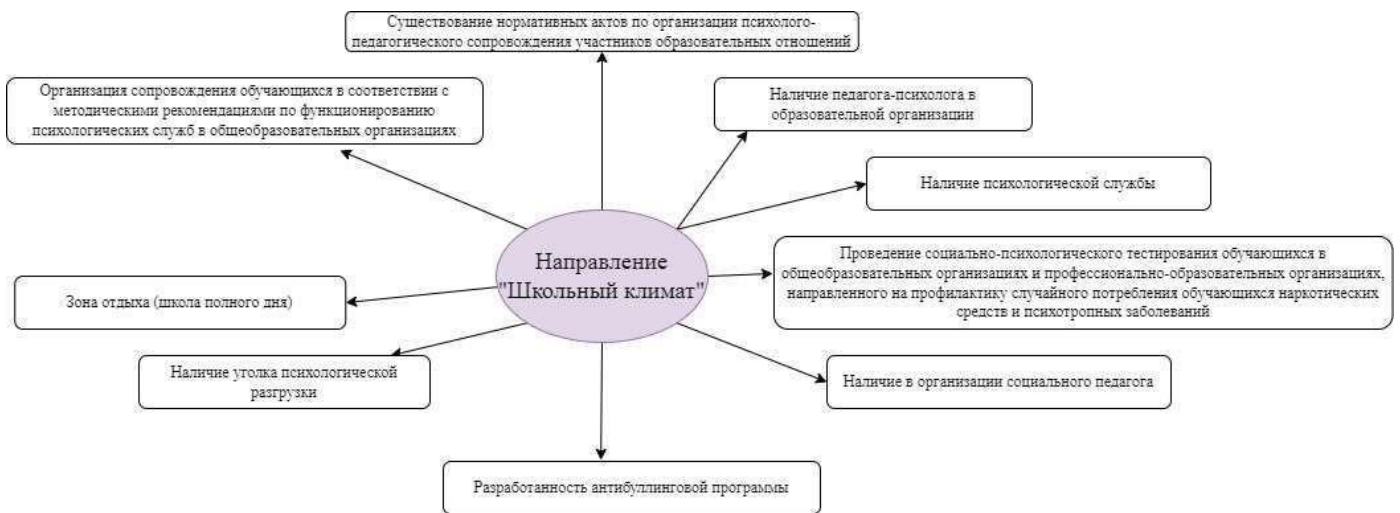 Существование нормативных актов по организации психолого-
педагогического сопровождения участников образовательных отношений
Организация сопровождения обучающихся в соответствии с
методическими рекомендациями по функционированию
психологических служб в общеобразовательных организациях
Наличие педагога-психолога в
образовательной организации
Наличие психологической службы
Направление
"Школьный климат"
Проведение социально-психологического тестирования обучающихся в
общеобразовательных организациях и профессионально-образовательных организациях,
направленного на профилактику случайного потребления обучающихся наркотических
средств и психотропных заболеваний
Зона отдыха (школа полного дня)
Наличие уголка психологической
разгрузки
Наличие в организации социального педагога
Разработанность антибуллинговой программы